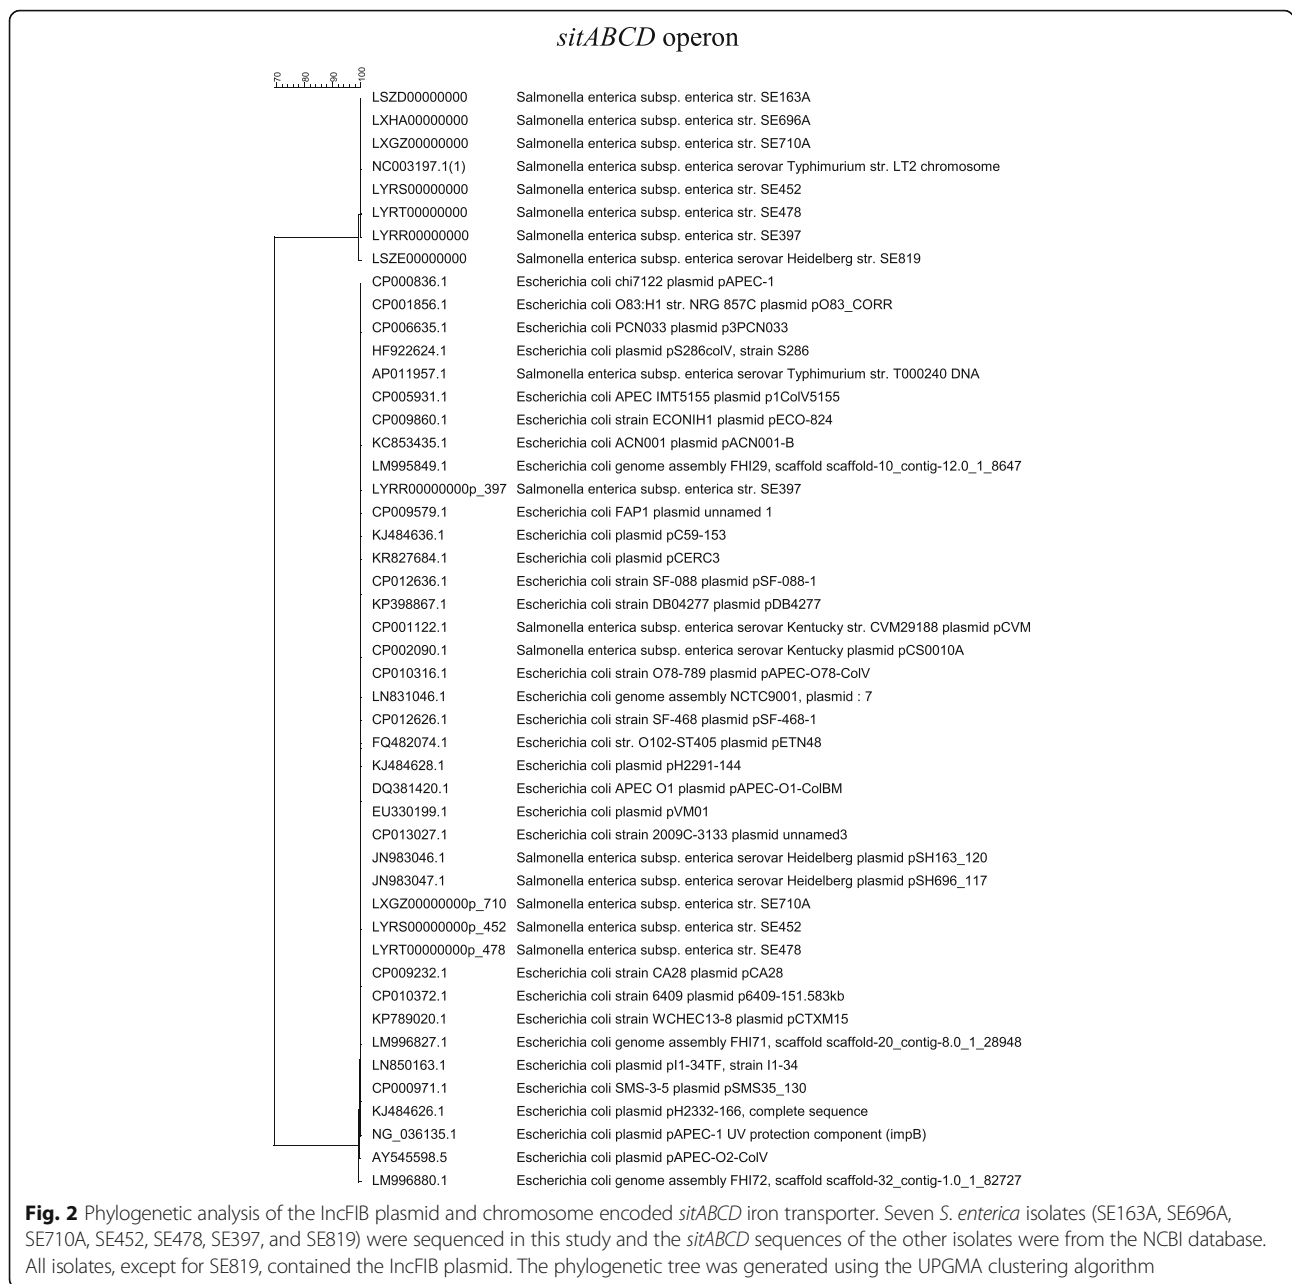 sitABCD operon
70 80 90 100
LSZD00000000 Salmonella enterica subsp. enterica str. SE163A
LXHA00000000 Salmonella enterica subsp. enterica str. SE696A
LXGZ00000000 Salmonella enterica subsp. enterica str. SE710A
NC003197.1(1) Salmonella enterica subsp. enterica serovar Typhimurium str. LT2 chromosome
LYRS00000000 Salmonella enterica subsp. enterica str. SE452
LYRT00000000 Salmonella enterica subsp. enterica str. SE478
LYRR00000000 Salmonella enterica subsp. enterica str. SE397
LSZE00000000 Salmonella enterica subsp. enterica serovar Heidelberg str. SE819
CP000836.1 Escherichia coli chi7122 plasmid pAPEC-1
CP001856.1 Escherichia coli O83:H1 str. NRG 857C plasmid pO83_CORR
CP006635.1 Escherichia coli PCN033 plasmid p3PCN033
HF922624.1 Escherichia coli plasmid pS286colV, strain S286
AP011957.1 Salmonella enterica subsp. enterica serovar Typhimurium str. T000240 DNA
CP005931.1 Escherichia coli APEC IMT5155 plasmid p1ColV5155
CP009860.1 Escherichia coli strain ECONIH1 plasmid pECO-824
KC853435.1 Escherichia coli ACN001 plasmid pACN001-B
LM995849.1 Escherichia coli genome assembly FHI29, scaffold scaffold-10_contig-12.0_1_8647
LYRR00000000p_397 Salmonella enterica subsp. enterica str. SE397
CP009579.1 Escherichia coli FAP1 plasmid unnamed 1
KJ484636.1 Escherichia coli plasmid pC59-153
KR827684.1 Escherichia coli plasmid pCERC3
CP012636.1 Escherichia coli strain SF-088 plasmid pSF-088-1
KP398867.1 Escherichia coli strain DB04277 plasmid pDB4277
CP001122.1 Salmonella enterica subsp. enterica serovar Kentucky str. CVM29188 plasmid pCVM
CP002090.1 Salmonella enterica subsp. enterica serovar Kentucky plasmid pCS0010A
CP010316.1 Escherichia coli strain O78-789 plasmid pAPEC-O78-ColV
LN831046.1 Escherichia coli genome assembly NCTC9001, plasmid : 7
CP012626.1 Escherichia coli strain SF-468 plasmid pSF-468-1
FQ482074.1 Escherichia coli str. O102-ST405 plasmid pETN48
KJ484628.1 Escherichia coli plasmid pH2291-144
DQ381420.1 Escherichia coli APEC O1 plasmid pAPEC-O1-ColBM
EU330199.1 Escherichia coli plasmid pVM01
CP013027.1 Escherichia coli strain 2009C-3133 plasmid unnamed3
JN983046.1 Salmonella enterica subsp. enterica serovar Heidelberg plasmid pSH163_120
JN983047.1 Salmonella enterica subsp. enterica serovar Heidelberg plasmid pSH696_117
LXGZ00000000p_710 Salmonella enterica subsp. enterica str. SE710A
LYRS00000000p_452 Salmonella enterica subsp. enterica str. SE452
LYRT00000000p_478 Salmonella enterica subsp. enterica str. SE478
CP009232.1 Escherichia coli strain CA28 plasmid pCA28
CP010372.1 Escherichia coli strain 6409 plasmid p6409-151.583kb
KP789020.1 Escherichia coli strain WCHEC13-8 plasmid pCTXM15
LM996827.1 Escherichia coli genome assembly FHI71, scaffold scaffold-20_contig-8.0_1_28948
LN850163.1 Escherichia coli plasmid pI1-34TF, strain I1-34
CP000971.1 Escherichia coli SMS-3-5 plasmid pSMS35_130
KJ484626.1 Escherichia coli plasmid pH2332-166, complete sequence
NG_036135.1 Escherichia coli plasmid pAPEC-1 UV protection component (impB)
AY545598.5 Escherichia coli plasmid pAPEC-O2-ColV
LM996880.1 Escherichia coli genome assembly FHI72, scaffold scaffold-32_contig-1.0_1_82727
Fig. 2 Phylogenetic analysis of the IncFIB plasmid and chromosome encoded sitABCD iron transporter. Seven S. enterica isolates (SE163A, SE696A,
SE710A, SE452, SE478, SE397, and SE819) were sequenced in this study and the sitABCD sequences of the other isolates were from the NCBI database.
All isolates, except for SE819, contained the IncFIB plasmid. The phylogenetic tree was generated using the UPGMA clustering algorithm